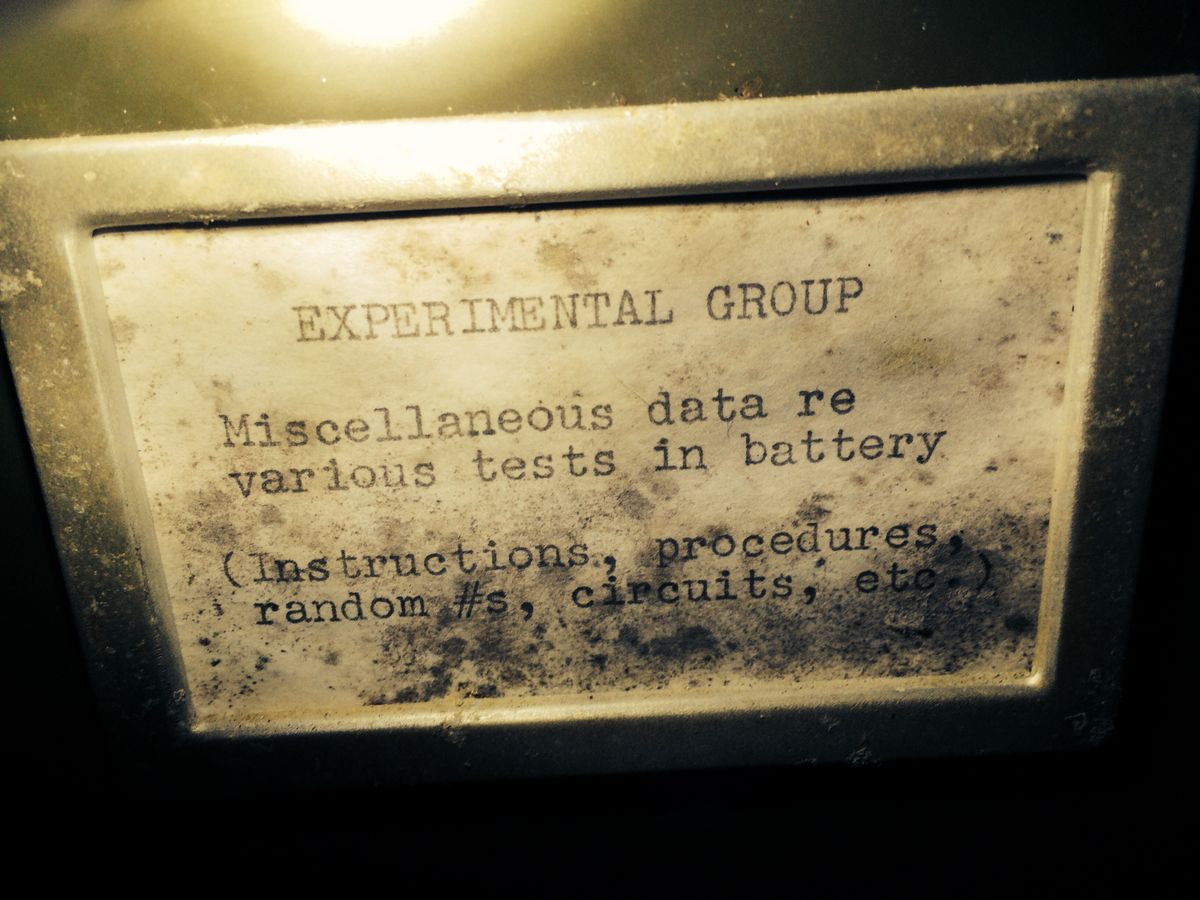 EXPERIMENTAL GROUP
Miscellaneous data re
various tests in battery
(Instructions, procedures,
random #s, circuits, etc.)